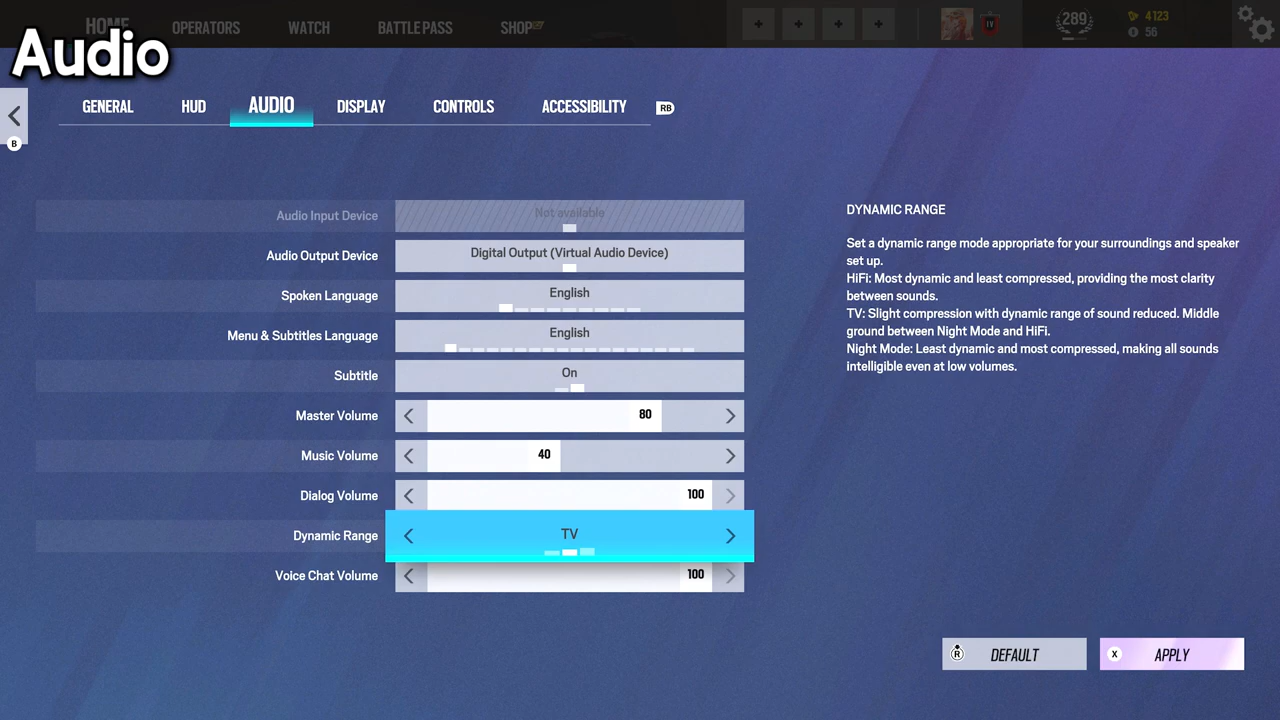 HOME
OPERATORS
WATCH
BATTLE PASS
SHOP
IV
289
4123
56
Audio
B
GENERAL
HUD
AUDIO
DISPLAY
CONTROLS
ACCESSIBILITY
RB
Audio Input Device
Not available
Audio Output Device
Digital Output (Virtual Audio Device)
Spoken Language
English
Menu & Subtitles Language
English
Subtitle
On
Master Volume
80
Music Volume
40
Dialog Volume
100
Dynamic Range
TV
Voice Chat Volume
100
DYNAMIC RANGE
Set a dynamic range mode appropriate for your surroundings and speaker
set up.
HiFi: Most dynamic and least compressed, providing the most clarity
between sounds.
TV: Slight compression with dynamic range of sound reduced. Middle
ground between Night Mode and HiFi.
Night Mode: Least dynamic and most compressed, making all sounds
intelligible even at low volumes.
R
DEFAULT
X
APPLY